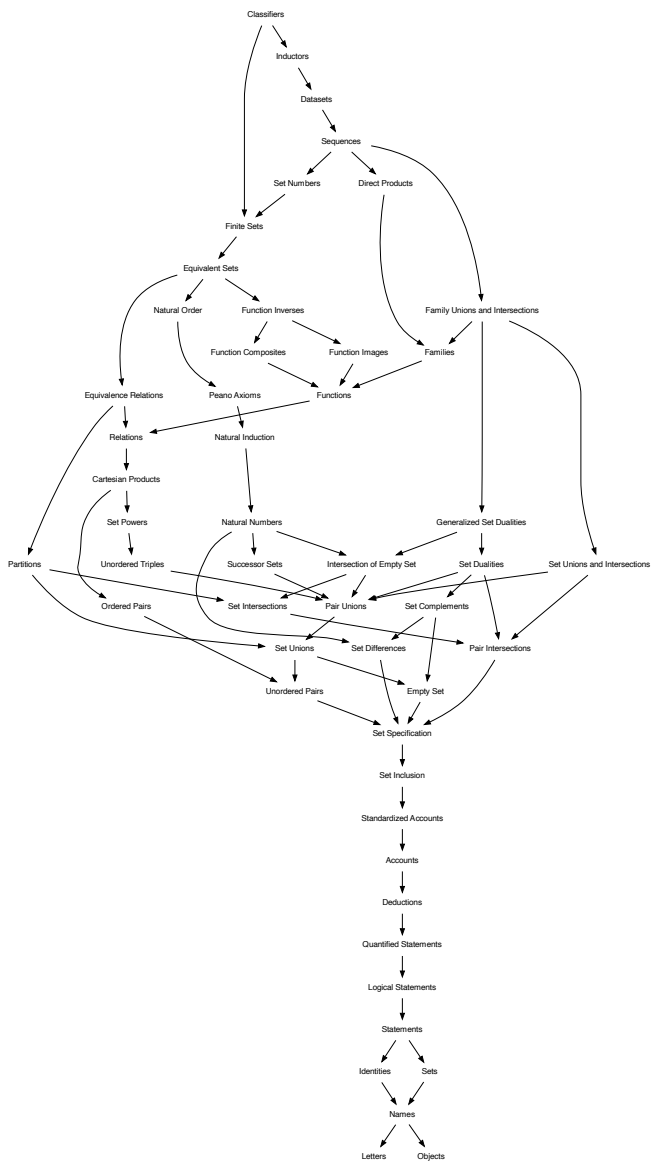 Classifiers
Inductors
Datasets
Sequences
Set Numbers
Direct Products
Finite Sets
Equivalent Sets
Natural Order
Function Inverses
Family Unions and Intersections
Function Composites
Function Images
Families
Equivalence Relations
Peano Axioms
Functions
Relations
Natural Induction
Cartesian Products
Set Powers
Natural Numbers
Generalized Set Dualities
Partitions
Unordered Triples
Successor Sets
Intersection of Empty Set
Set Dualities
Set Unions and Intersections
Ordered Pairs
Set Intersections
Pair Unions
Set Complements
Set Unions
Set Differences
Pair Intersections
Unordered Pairs
Empty Set
Set Specification
Set Inclusion
Standardized Accounts
Accounts
Deductions
Quantified Statements
Logical Statements
Statements
Identities
Sets
Names
Letters
Objects